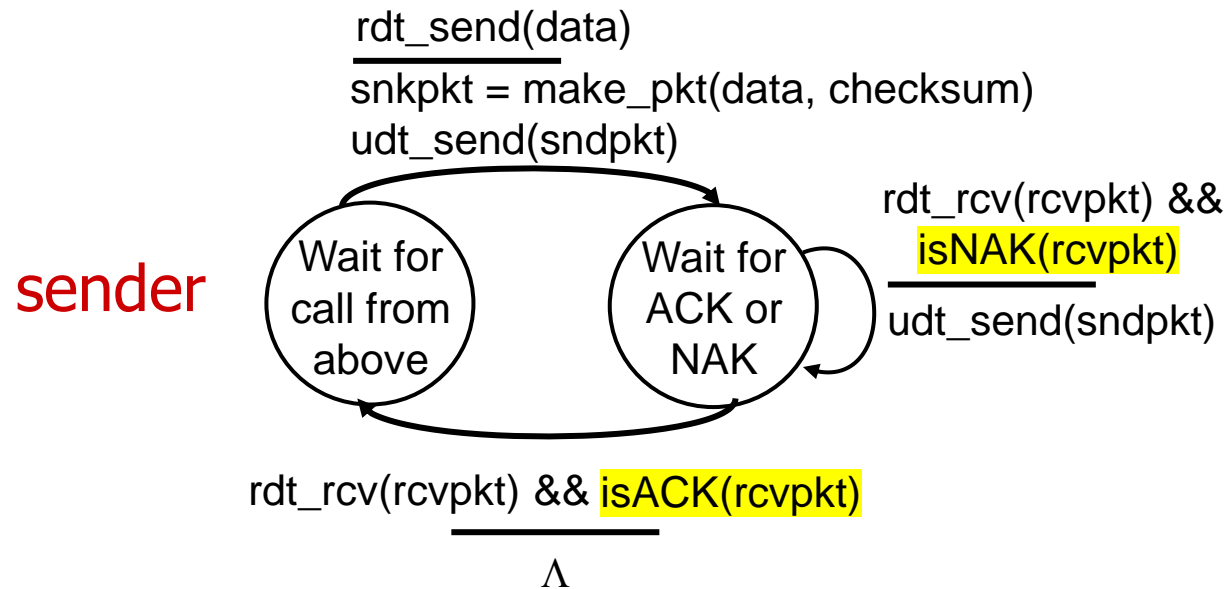 rdt_send(data)
snkpkt = make_pkt(data, checksum)
udt_send(sndpkt)
sender
Wait for
call from
above
Wait for
ACK or
NAK
rdt_rcv(rcvpkt) &&
isNAK(rcvpkt)
udt_send(sndpkt)
rdt_rcv(rcvpkt) && isACK(rcvpkt)
Λ